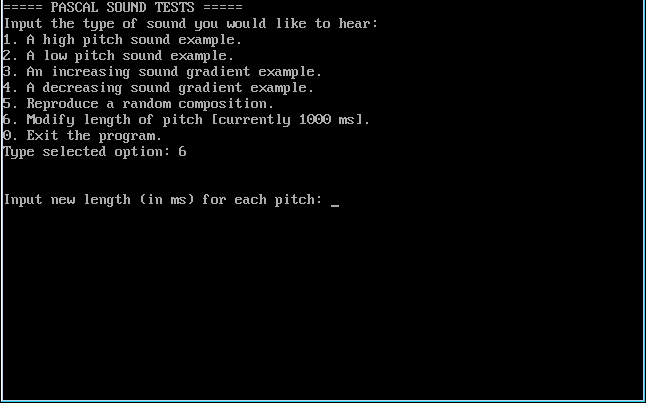 ===== PASCAL SOUND TESTS =====
Input the type of sound you would like to hear:
1. A high pitch sound example.
2. A low pitch sound example.
3. An increasing sound gradient example.
4. A decreasing sound gradient example.
5. Reproduce a random composition.
6. Modify length of pitch [currently 1000 ms].
0. Exit the program.
Type selected option: 6
Input new length (in ms) for each pitch: _